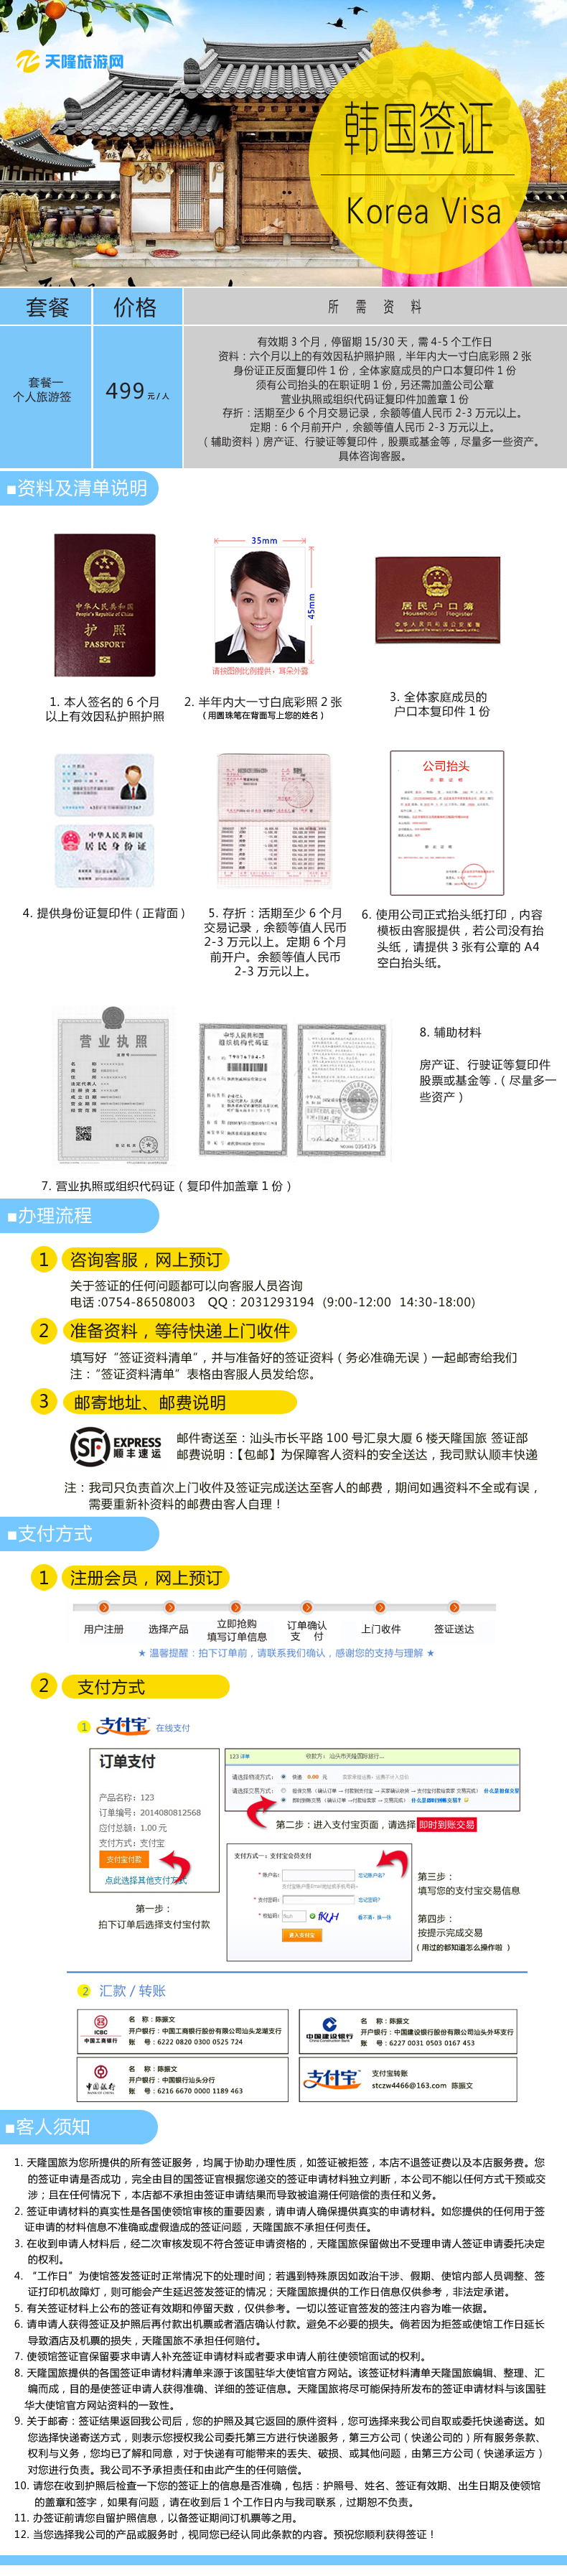 天隆旅游网
韩国签证
Korea Visa
套餐
价格
所 需 资 料
套餐一
个人旅游签
499 元/人
有效期 3 个月，停留期 15/30 天，需 4-5 个工作日
资料：六个月以上的有效因私护照护照，半年内大一寸白底彩照 2 张
身份证正反面复印件 1 份，全体家庭成员的户口本复印件 1 份
须有公司抬头的在职证明 1 份 , 另还需加盖公司公章
营业执照或组织代码证复印件加盖章 1 份
存折：活期至少 6 个月交易记录，余额等值人民币 2-3 万元以上。
定期：6 个月前开户，余额等值人民币 2-3 万元以上。
（ 辅助资料 ）房产证、行驶证等复印件，股票或基金等，尽量多一些资产。
具体咨询客服。
■资料及清单说明
中华人民共和国
People's Republic of China
护 照
PASSPORT
35mm
45mm
请按图例比例提供，耳朵外露
居民户口簿
Household Register
中华人民共和国公安部制
1. 本人签名的 6 个月
以上有效因私护照护照
2. 半年内大一寸白底彩照 2 张
（ 用圆珠笔在背面写上您的姓名 ）
3. 全体家庭成员的
户口本复印件 1 份
中华人民共和国
居民身份证
公司抬头
在 职 证 明
4. 提供身份证复印件 ( 正背面 )
5. 存折：活期至少 6 个月
交易记录，余额等值人民币
2-3 万元以上。定期 6 个月
前开户。余额等值人民币
2-3 万元以上。
6. 使用公司正式抬头纸打印，内容
模板由客服提供，若公司没有抬
头纸，请提供 3 张有公章的 A4
空白抬头纸。
营业执照
中华人民共和国
组织机构代码证
8. 辅助材料
房产证、行驶证等复印件
股票或基金等 .（ 尽量多一
些资产 ）
7. 营业执照或组织代码证（ 复印件加盖章 1 份 ）
■办理流程
1 咨询客服，网上预订
关于签证的任何问题都可以向客服人员咨询
电话 :0754-86508003 QQ：2031293194 (9:00-12:00 14:30-18:00)
2 准备资料，等待快递上门收件
填写好“签证资料清单”，并与准备好的签证资料（ 务必准确无误 ）一起邮寄给我们
注：“签证资料清单”表格由客服人员发给您。
3 邮寄地址、邮费说明
SF EXPRESS
顺丰速运
邮件寄送至：汕头市长平路 100 号汇泉大厦 6 楼天隆国旅 签证部
邮费说明：【包邮】为保障客人资料的安全送达，我司默认顺丰快递
注：我司只负责首次上门收件及签证完成送达至客人的邮费，期间如遇资料不全或有误，
需要重新补资料的邮费由客人自理！
■支付方式
1 注册会员，网上预订
用户注册
选择产品
立即抢购
填写订单信息
订单确认
支 付
上门收件
签证送达
★ 温馨提醒：拍下订单前，请联系我们确认，感谢您的支持与理解 ★
2 支付方式
1 支付宝 在线支付
订单支付
产品名称：123
订单编号：2014080812568
应付总额：1.00 元
支付方式：支付宝
支付宝付款
点此选择其他支付方式
第一步：
拍下订单后选择支付宝付款
第二步：进入支付宝页面，请选择 即时到账交易
支付方式一：支付宝会员支付
* 账户名：
忘记账户名？
* 支付密码：
忘记密码？
* 校验码：
看不清，换一张
进入支付宝
第三步：
填写您的支付宝交易信息
第四步：
按提示完成交易
（ 用过的都知道怎么操作啦 ）
2 汇款 / 转账
ICBC
中国工商银行
名 称：陈振文
开户银行：中国工商银行股份有限公司汕头龙湖支行
账 号：6222 0820 0300 0525 724
中国建设银行
China Construction Bank
名 称：陈振文
开户银行：中国建设银行股份有限公司汕头外环支行
账 号：6227 0031 0503 0167 453
中国银行
BANK OF CHINA
名 称：陈振文
开户银行：中国银行汕头分行
账 号：6216 6670 0000 1189 463
支付宝
支付宝转账
stczw4466@163.com 陈振文
■客人须知
1. 天隆国旅为您所提供的所有签证服务，均属于协助办理性质，如签证被拒签，本店不退签证费以及本店服务费。您
的签证申请是否成功，完全由目的国签证官根据您递交的签证申请材料独立判断，本公司不能以任何方式干预或交
涉；且在任何情况下，本店都不承担由签证申请结果而导致被追溯任何赔偿的责任和义务。
2. 签证申请材料的真实性是各国使领馆审核的重要因素，请申请人确保提供真实的申请材料。如您提供的任何用于签
证申请的材料信息不准确或虚假造成的签证问题，天隆国旅不承担任何责任。
3. 在收到申请人材料后，经二次审核发现不符合签证申请资格的，天隆国旅保留做出不受理申请人签证申请委托决定
的权利。
4. “工作日”为使馆签发签证时正常情况下的处理时间；若遇到特殊原因如政治干涉、假期、使馆内部人员调整、签
证打印机故障灯，则可能会产生延迟签发签证的情况；天隆国旅提供的工作日信息仅供参考，非法定承诺。
5. 有关签证材料上公布的签证有效期和停留天数，仅供参考。一切以签证官签发的签注内容为唯一依据。
6. 请申请人获得签证及护照后再付款出机票或者酒店确认付款。避免不必要的损失。倘若因为拒签或使馆工作日延长
导致酒店及机票的损失，天隆国旅不承担任何赔付。
7. 使领馆签证官保留要求申请人补充签证申请材料或者要求申请人前往使领馆面试的权利。
8. 天隆国旅提供的各国签证申请材料清单来源于该国驻华大使馆官方网站。该签证材料清单天隆国旅编辑、整理、汇
编而成，目的是使签证申请人获得准确、详细的签证信息。天隆国旅将尽可能保持所发布的签证申请材料与该国驻
华大使馆官方网站资料的一致性。
9. 关于邮寄：签证结果返回我公司后，您的护照及其它返回的原件资料，您可选择来我公司自取或委托快递寄送。如
您选择快递寄送方式，则表示您授权我公司委托第三方进行快递服务，第三方公司（ 快递公司的 ）所有服务条款、
权利与义务，您均已了解和同意，对于快递有可能带来的丢失、破损、或其他问题，由第三方公司（ 快递承运方 ）
对您进行负责。我公司不予承担责任和由此产生的任何赔偿。
10. 请您在收到护照后检查一下您的签证上的信息是否准确，包括：护照号、姓名、签证有效期、出生日期及使领馆
的盖章和签字，如果有问题，请在收到后 1 个工作日内与我司联系，过期恕不负责。
11. 办签证前请您自留护照信息，以备签证期间订机票等之用。
12. 当您选择我公司的产品或服务时，视同您已经认同此条款的内容。预祝您顺利获得签证！